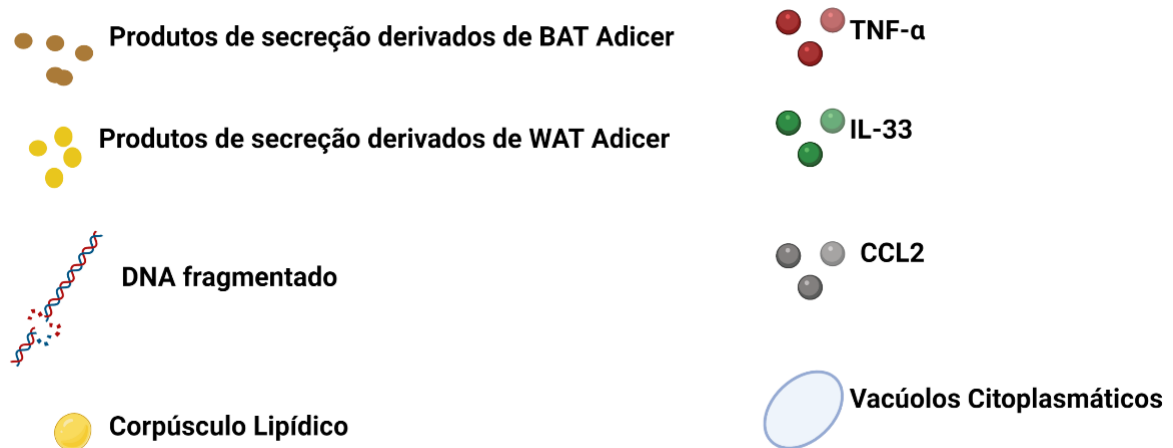 Produtos de secreção derivados de BAT Adicer
TNF-α
Produtos de secreção derivados de WAT Adicer
IL-33
DNA fragmentado
CCL2
Corpúsculo Lipídico
Vacúolos Citoplasmáticos